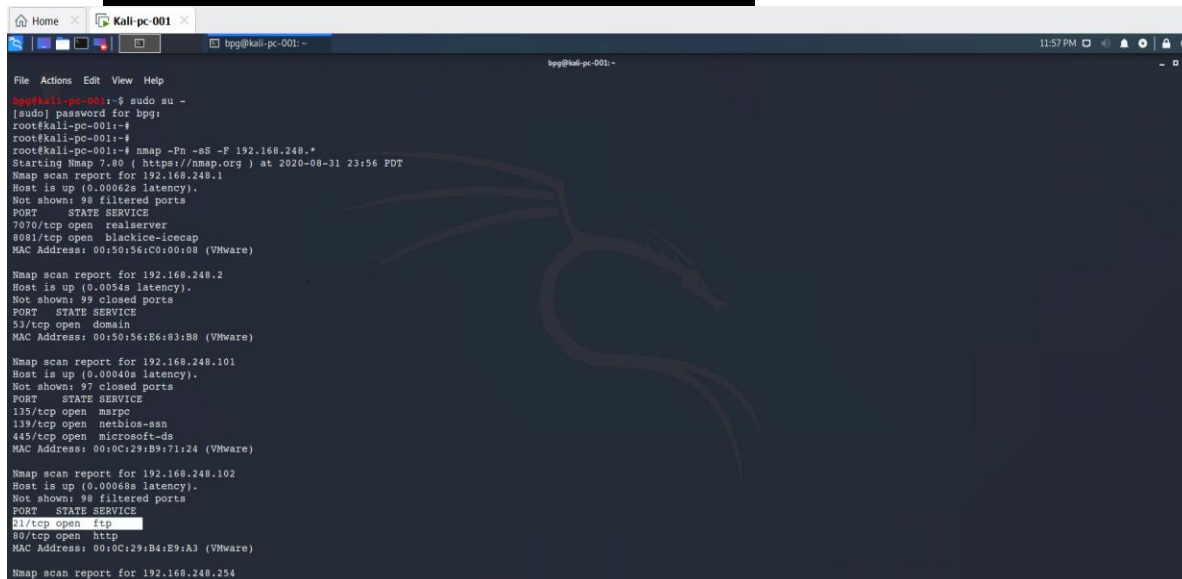 Home
Kali-pc-001
bpg@kali-pc-001: ~
11:57 PM
bpg@kali-pc-001: ~
File Actions Edit View Help
bpg@kali-pc-001:~$ sudo su -
[sudo] password for bpg:
root@kali-pc-001:~#
root@kali-pc-001:~#
root@kali-pc-001:~# nmap -Pn -sS -F 192.168.248.*
Starting Nmap 7.80 ( https://nmap.org ) at 2020-08-31 23:56 PDT
Nmap scan report for 192.168.248.1
Host is up (0.00062s latency).
Not shown: 98 filtered ports
PORT STATE SERVICE
7070/tcp open realserver
8081/tcp open blackice-icecap
MAC Address: 00:50:56:C0:00:08 (VMware)
Nmap scan report for 192.168.248.2
Host is up (0.0054s latency).
Not shown: 99 closed ports
PORT STATE SERVICE
53/tcp open domain
MAC Address: 00:50:56:E6:83:B8 (VMware)
Nmap scan report for 192.168.248.101
Host is up (0.00040s latency).
Not shown: 97 closed ports
PORT STATE SERVICE
135/tcp open msrpc
139/tcp open netbios-ssn
445/tcp open microsoft-ds
MAC Address: 00:0C:29:B9:71:24 (VMware)
Nmap scan report for 192.168.248.102
Host is up (0.00068s latency).
Not shown: 98 filtered ports
PORT STATE SERVICE
21/tcp open ftp
80/tcp open http
MAC Address: 00:0C:29:B4:E9:A3 (VMware)
Nmap scan report for 192.168.248.254